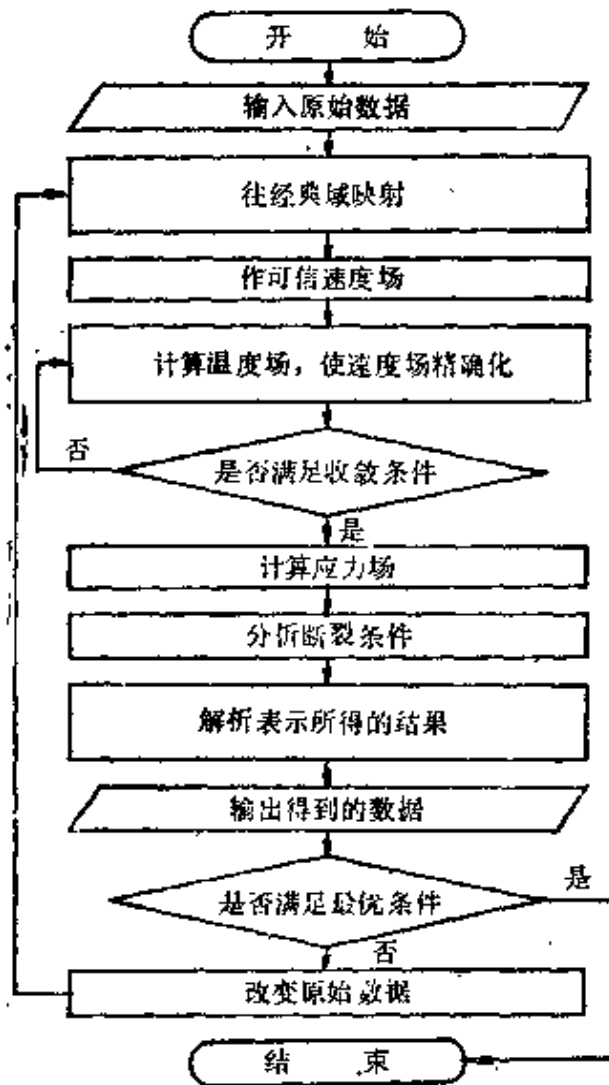 开 始
输入原始数据
往经典域映射
作可信速度场
计算温度场，使速度场精确化
否
是否满足收敛条件
是
计算应力场
分折断裂条件
解析表示所得的结果
输出得到的数据
是
是否满足最优条件
否
改变原始数据
结 束